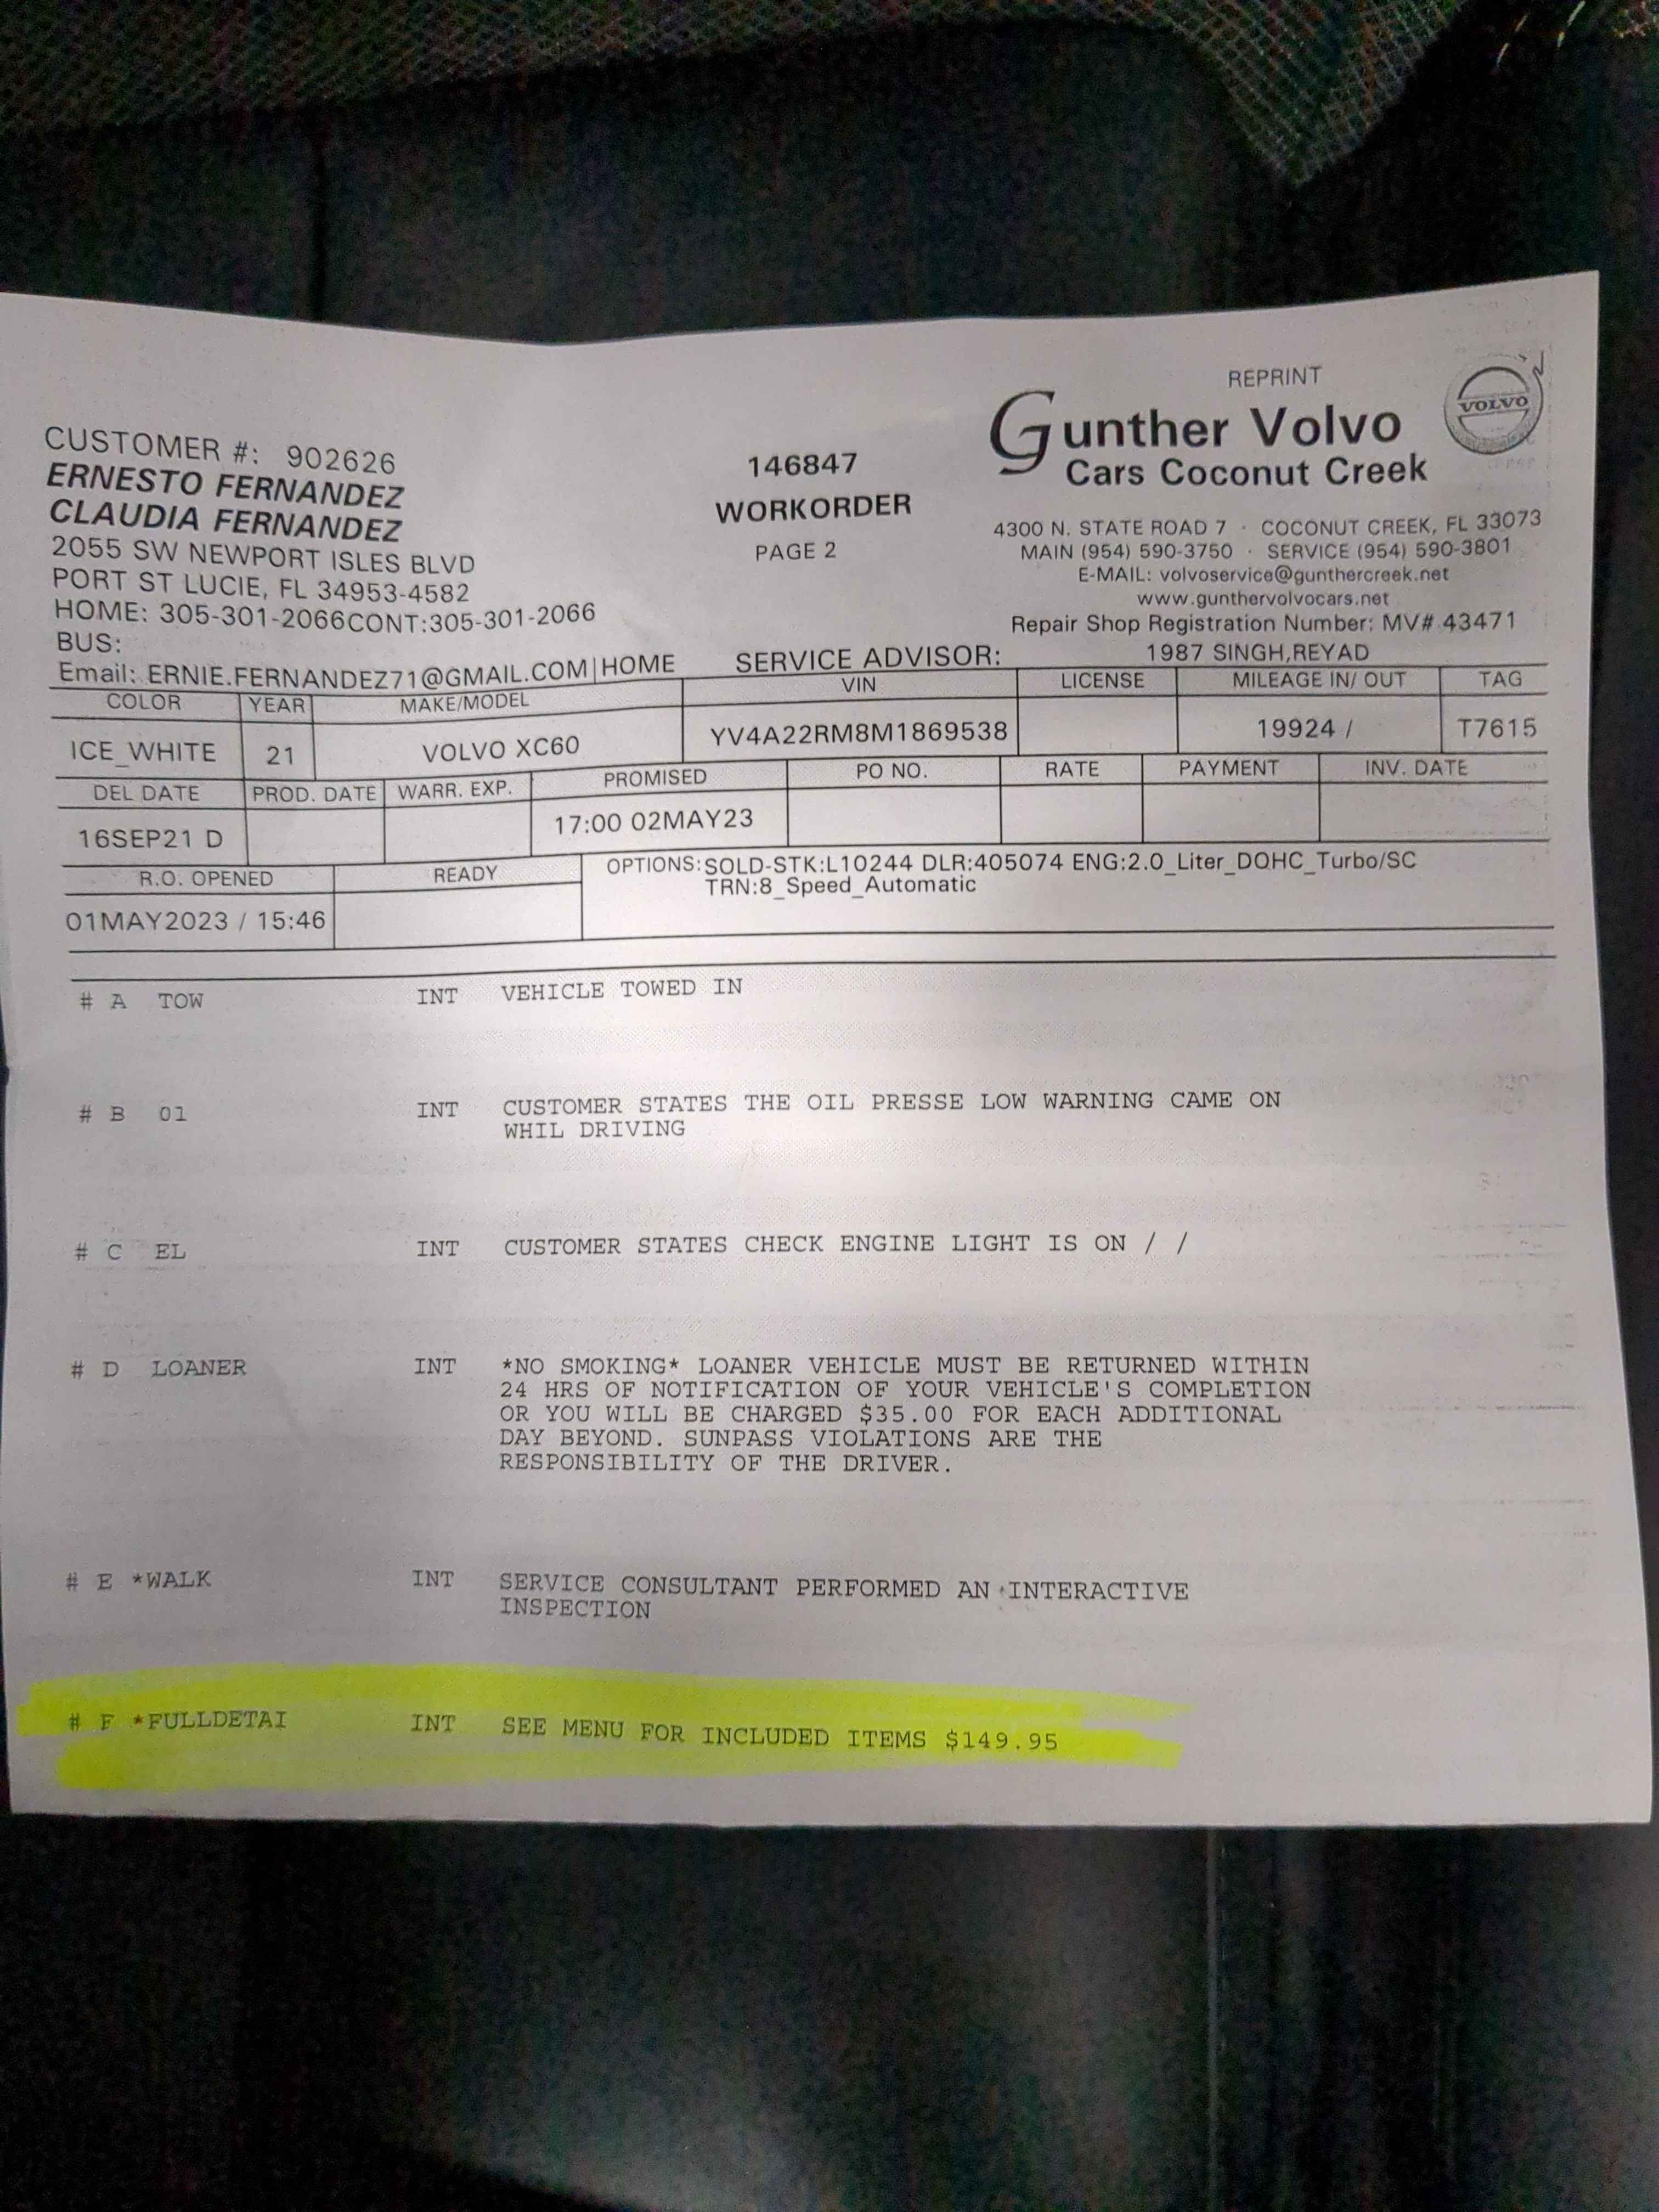 REPRINT
Gunther Volvo
Cars Coconut Creek
VOLVO
4300 N. STATE ROAD 7 · COCONUT CREEK, FL 33073
MAIN (954) 590-3750 · SERVICE (954) 590-3801
E-MAIL: volvoservice@gunthercreek.net
www.gunthervolvocars.net
Repair Shop Registration Number: MV# 43471
CUSTOMER #: 902626
ERNESTO FERNANDEZ
CLAUDIA FERNANDEZ
2055 SW NEWPORT ISLES BLVD
PORT ST LUCIE, FL 34953-4582
HOME: 305-301-2066CONT:305-301-2066
BUS:
Email: ERNIE.FERNANDEZ71@GMAIL.COM|HOME
146847
WORKORDER
PAGE 2
SERVICE ADVISOR: 1987 SINGH,REYAD
COLOR YEAR MAKE/MODEL VIN LICENSE MILEAGE IN/ OUT TAG
ICE_WHITE 21 VOLVO XC60 YV4A22RM8M1869538 19924 / T7615
DEL DATE PROD. DATE WARR. EXP. PROMISED PO NO. RATE PAYMENT INV. DATE
16SEP21 D 17:00 02MAY23
R.O. OPENED READY OPTIONS:SOLD-STK:L10244 DLR:405074 ENG:2.0_Liter_DOHC_Turbo/SC
TRN:8_Speed_Automatic
01MAY2023 / 15:46
# A TOW INT VEHICLE TOWED IN
# B 01 INT CUSTOMER STATES THE OIL PRESSE LOW WARNING CAME ON
WHIL DRIVING
# C EL INT CUSTOMER STATES CHECK ENGINE LIGHT IS ON / /
# D LOANER INT *NO SMOKING* LOANER VEHICLE MUST BE RETURNED WITHIN
24 HRS OF NOTIFICATION OF YOUR VEHICLE'S COMPLETION
OR YOU WILL BE CHARGED $35.00 FOR EACH ADDITIONAL
DAY BEYOND. SUNPASS VIOLATIONS ARE THE
RESPONSIBILITY OF THE DRIVER.
# E *WALK INT SERVICE CONSULTANT PERFORMED AN INTERACTIVE
INSPECTION
# F *FULLDETAI INT SEE MENU FOR INCLUDED ITEMS $149.95